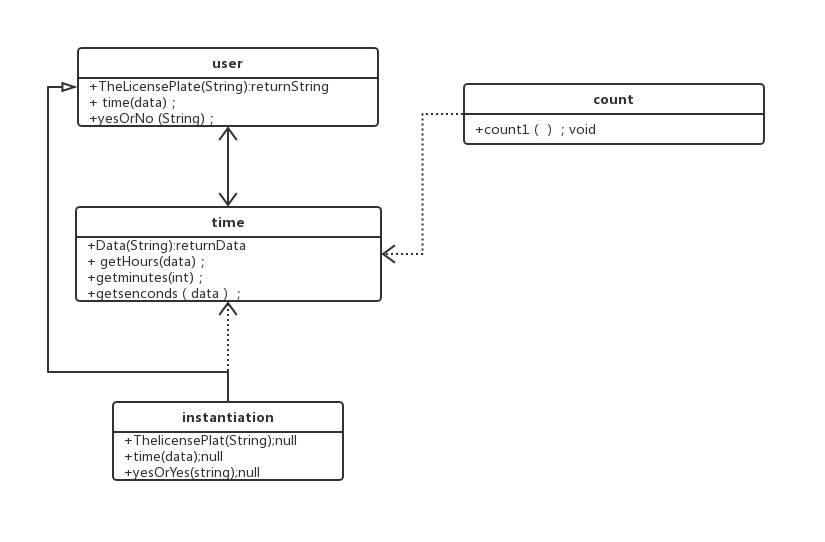 user
+TheLicensePlate(String):returnString
+ time(data) ;
+yesOrNo (String) ;
count
+count1 ( ) ; void
time
+Data(String):returnData
+ getHours(data) ;
+getminutes(int) ;
+getsenconds ( data ) ;
instantiation
+ThelicensePlat(String);null
+time(data);null
+yesOrYes(string);null